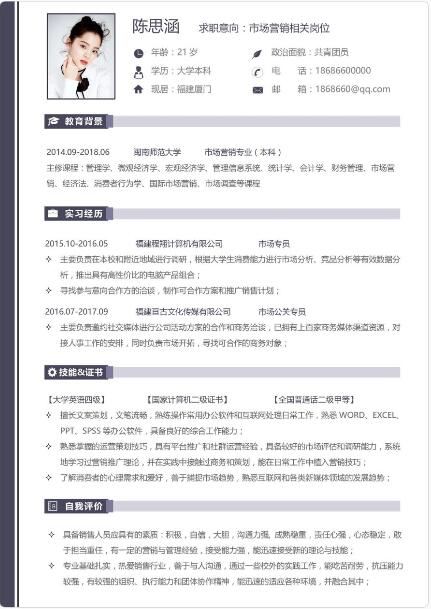 陈思涵 求职意向：市场营销相关岗位
年龄：21 岁 政治面貌：共青团员
学历：大学本科 电 话：18686600000
现居：福建厦门 邮 箱：1868660@qq.com
教育背景
2014.09-2018.06 闽南师范大学 市场营销专业（本科）
主修课程：管理学、微观经济学、宏观经济学、管理信息系统、统计学、会计学、财务管理、市场营
销、经济法、消费者行为学、国际市场营销、市场调查等课程
实习经历
2015.10-2016.05 福建程翔计算机有限公司 市场专员
主要负责在本校和附近地域进行调研，根据大学生消费能力进行市场分析、竞品分析等有效数据分
析，推出具有高性价比的电脑产品组合；
寻找参与意向合作方的洽谈，制作可合作方案和推广销售计划；
2016.07-2017.09 福建亘古文化传媒有限公司 市场公关专员
主要负责邀约社交媒体进行公司活动方案的合作和商务洽谈，已拥有上百家商务媒体渠道资源，对
接人事工作的安排，同时负责市场开拓，寻找可合作的商务对象；
技能&证书
【大学英语四级】 【国家计算机二级证书】 【全国普通话二级甲等】
擅长文案策划，文笔流畅，熟练操作常用办公软件和互联网处理日常工作，熟悉 WORD、EXCEL、
PPT、SPSS 等办公软件，具备良好的综合工作能力；
熟悉掌握的运营策划技巧，具有平台推广和社群运营经验，具备较好的市场评估和调研能力，系统
地学习过营销推广理论，并在实践中接触过商务和策划，能在日常工作中植入营销技巧；
了解消费者的心理需求和爱好，善于捕捉市场趋势，熟悉互联网和各类新媒体领域的发展趋势；
自我评价
具备销售人员应具有的素质：积极，自信，大胆，沟通力强，成熟稳重，责任心强，心态稳定，敢
于担当重任，有一定的营销与管理经验，接受能力强，能迅速接受新的理论与技能；
专业基础扎实，热爱销售行业，善于与人沟通，通过一些校外的实践工作，能吃苦耐劳，抗压能力
较强，有较强的组织、执行能力和团体协作精神，能迅速的适应各种环境，并融合其中；